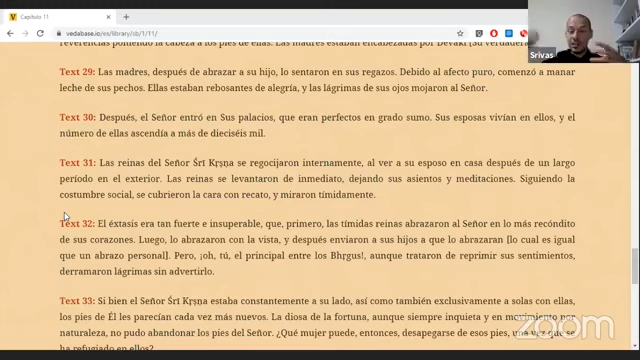 Capítulo 11
vedabase.io/es/library/sb/1/11/
reverencias poniendo la cabeza a los pies de ellas. Las madres estaban encabezadas por Devakī [Su verdadera
Text 29: Las madres, después de abrazar a su hijo, lo sentaron en sus regazos. Debido al afecto puro, comenzó a manar
leche de sus pechos. Ellas estaban rebosantes de alegría, y las lágrimas de sus ojos mojaron al Señor.
Text 30: Después, el Señor entró en Sus palacios, que eran perfectos en grado sumo. Sus esposas vivían en ellos, y el
número de ellas ascendía a más de dieciséis mil.
Text 31: Las reinas del Señor Śrī Kṛṣṇa se regocijaron internamente, al ver a su esposo en casa después de un largo
período en el exterior. Las reinas se levantaron de inmediato, dejando sus asientos y meditaciones. Siguiendo la
costumbre social, se cubrieron la cara con recato, y miraron tímidamente.
Text 32: El éxtasis era tan fuerte e insuperable, que, primero, las tímidas reinas abrazaron al Señor en lo más recóndito
de sus corazones. Luego, lo abrazaron con la vista, y después enviaron a sus hijos a que lo abrazaran [lo cual es igual
que un abrazo personal]. Pero, ¡oh, tú, el principal entre los Bhṛgus!, aunque trataron de reprimir sus sentimientos,
derramaron lágrimas sin advertirlo.
Text 33: Si bien el Señor Śrī Kṛṣṇa estaba constantemente a su lado, así como también exclusivamente a solas con ellas,
los pies de Él les parecían cada vez más nuevos. La diosa de la fortuna, aunque siempre inquieta y en movimiento por
naturaleza, no pudo abandonar los pies del Señor. ¿Qué mujer puede, entonces, desapegarse de esos pies, una vez que se
ha refugiado en ellos?
Srivas
zoom